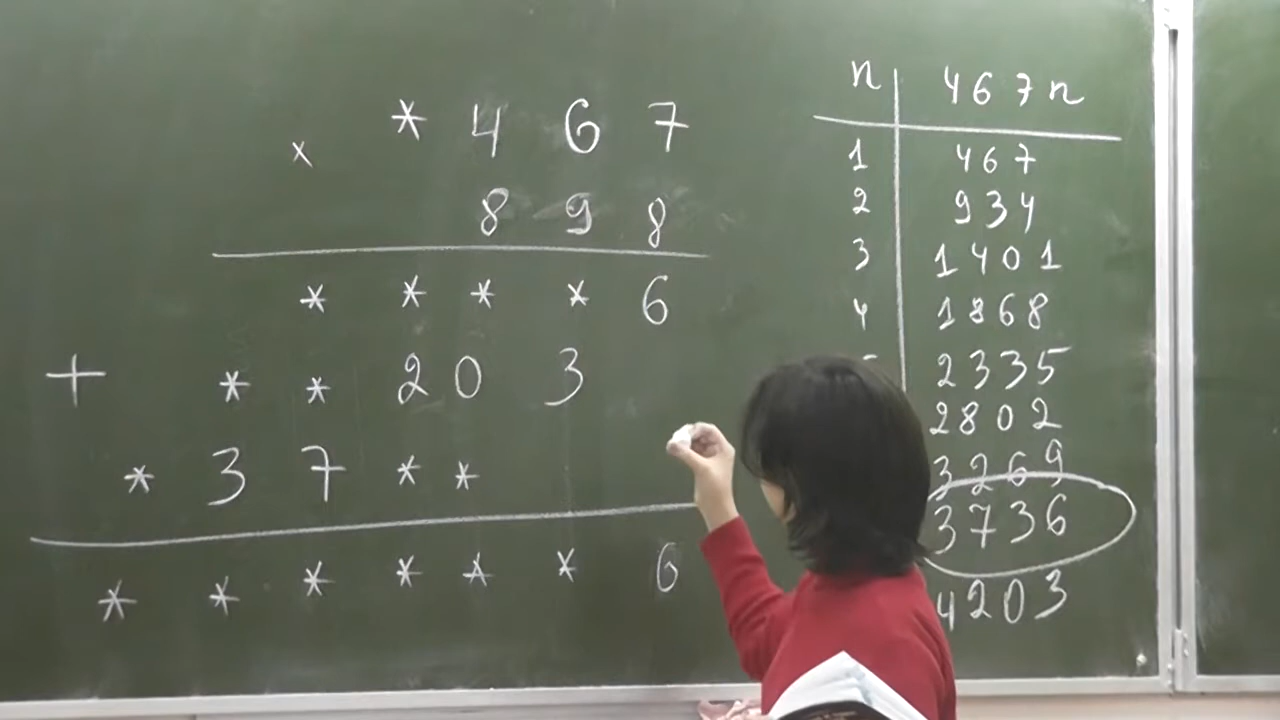 * 4 6 7
× 8 9 8
* * * * 6
+ * * 2 0 3
* 3 7 * *
* * * * * * 6
n 467n
1 467
2 934
3 1401
4 1868
2335
2802
3269
3736
4203